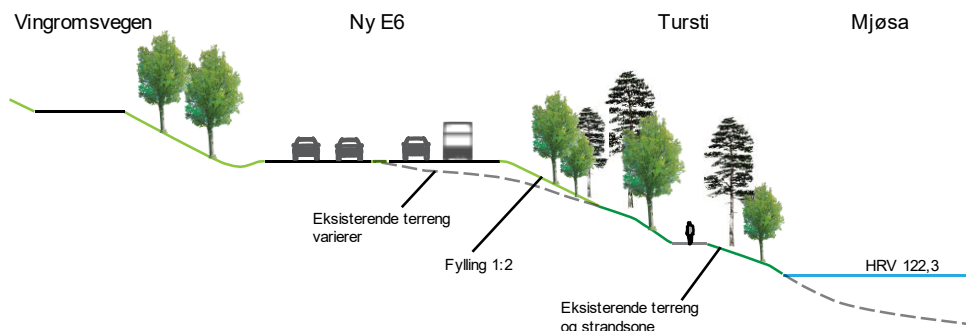 Vingromsvegen
Ny E6
Tursti
Mjøsa
HRV 122,3
Eksisterende terreng
varierer
Fylling 1:2
Eksisterende terreng
og strandsone